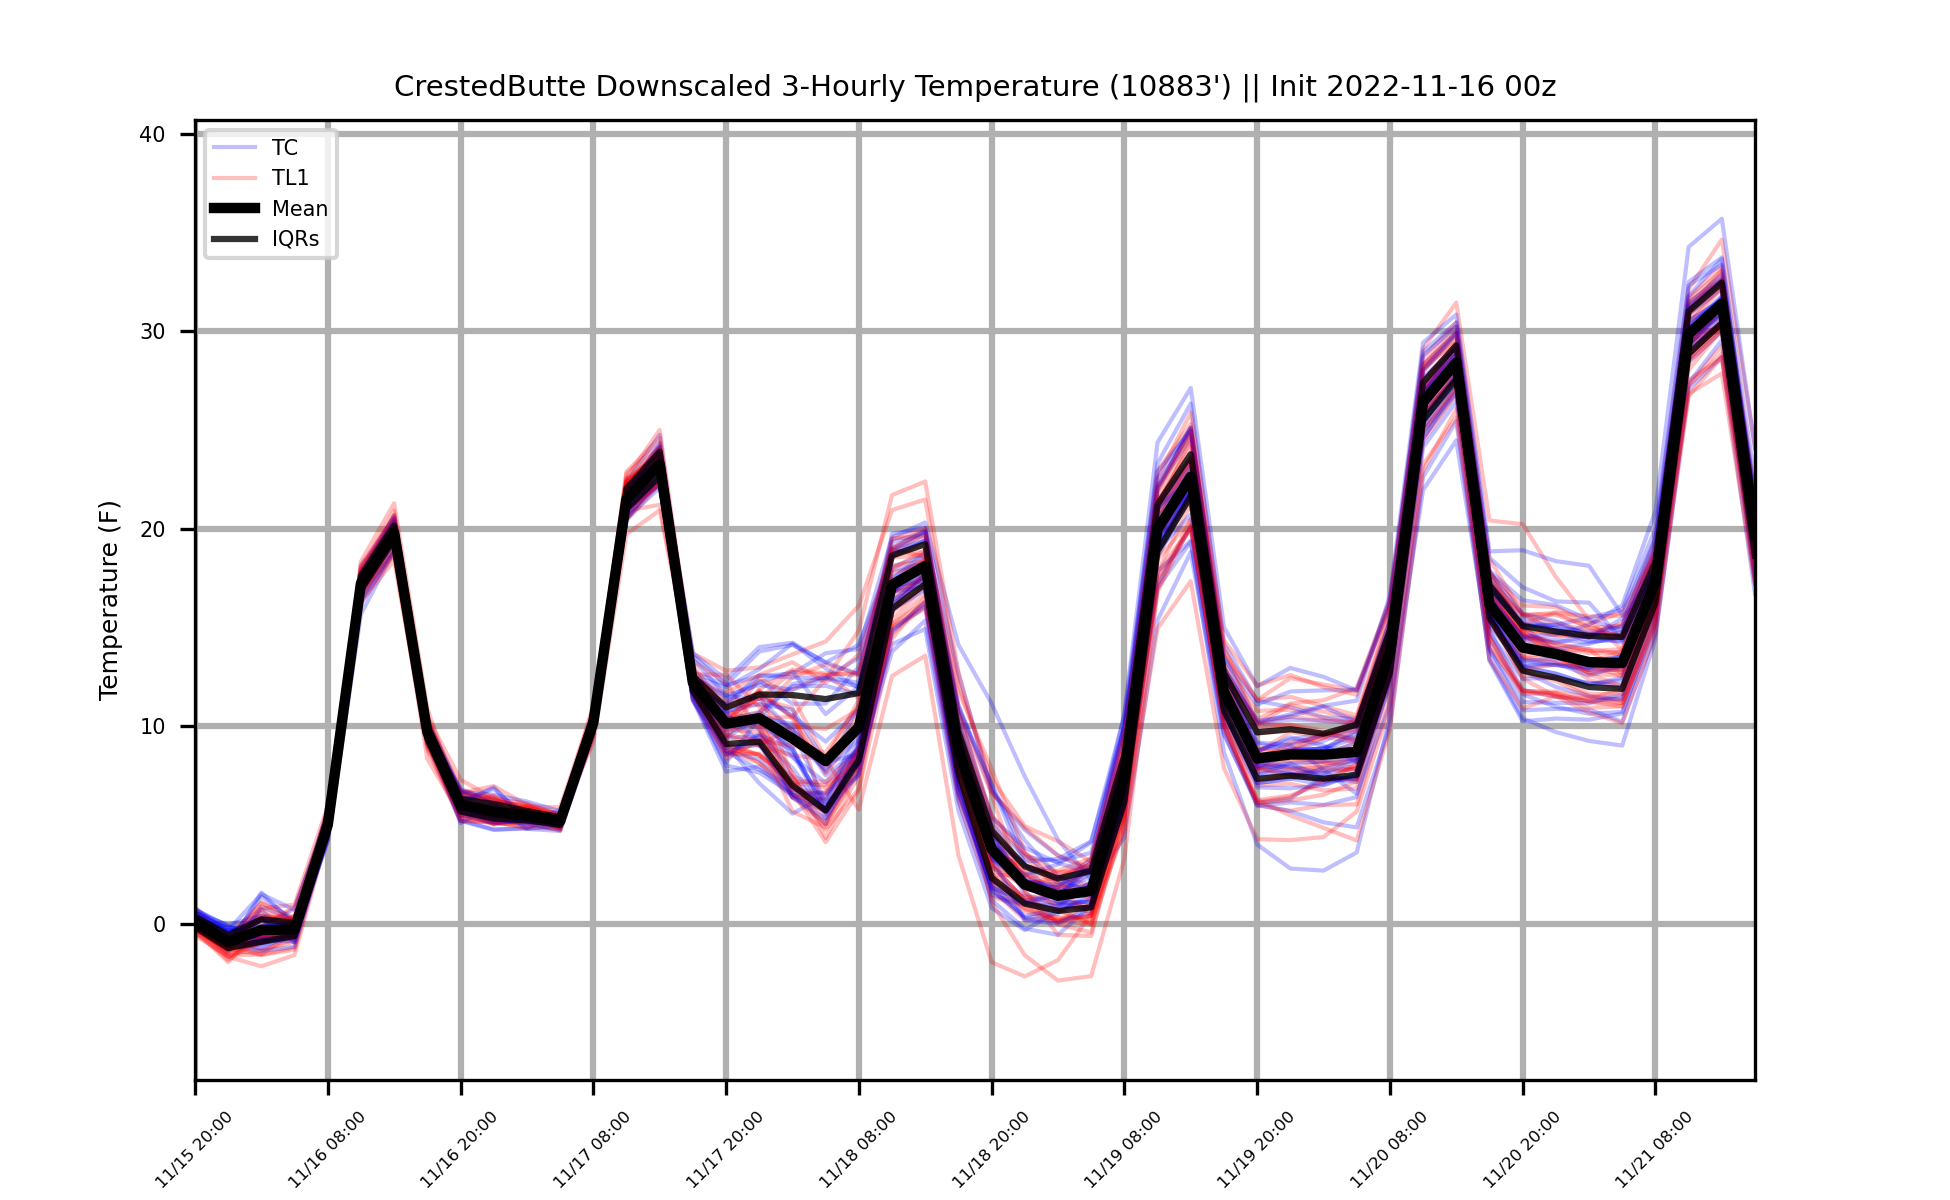 CrestedButte Downscaled 3-Hourly Temperature (10883') || Init 2022-11-16 00z
TC
TL1
Mean
IQRs
Temperature (F)
40
30
20
10
0
11/15 20:00
11/16 08:00
11/16 20:00
11/17 08:00
11/17 20:00
11/18 08:00
11/18 20:00
11/19 08:00
11/19 20:00
11/20 08:00
11/20 20:00
11/21 08:00